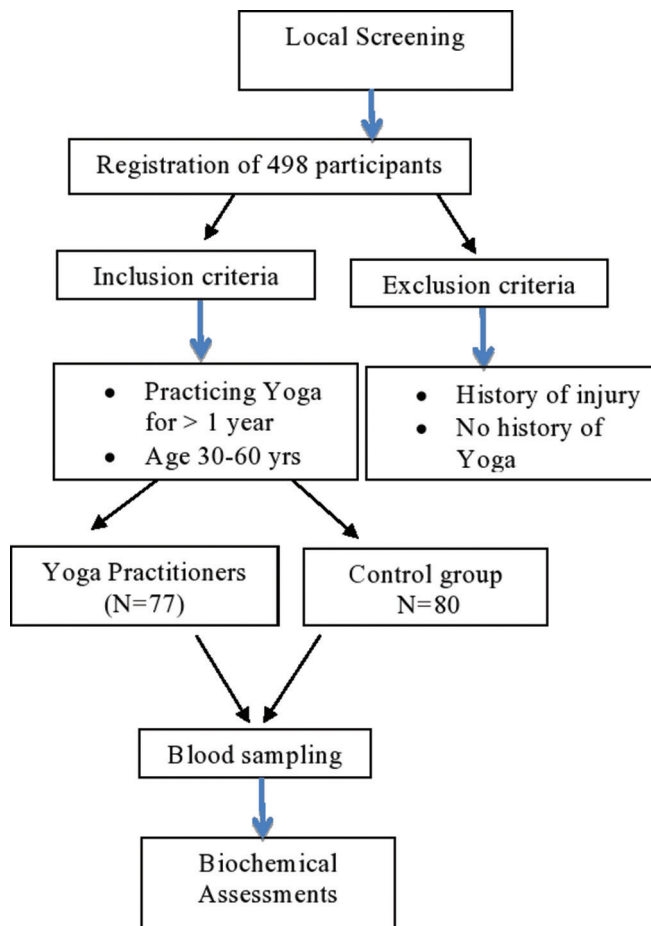 Local Screening
Registration of 498 participants
Inclusion criteria
Exclusion criteria
• Practicing Yoga
for > 1 year
• Age 30-60 yrs
• History of injury
• No history of
Yoga
Yoga Practitioners
(N=77)
Control group
N=80
Blood sampling
Biochemical
Assessments